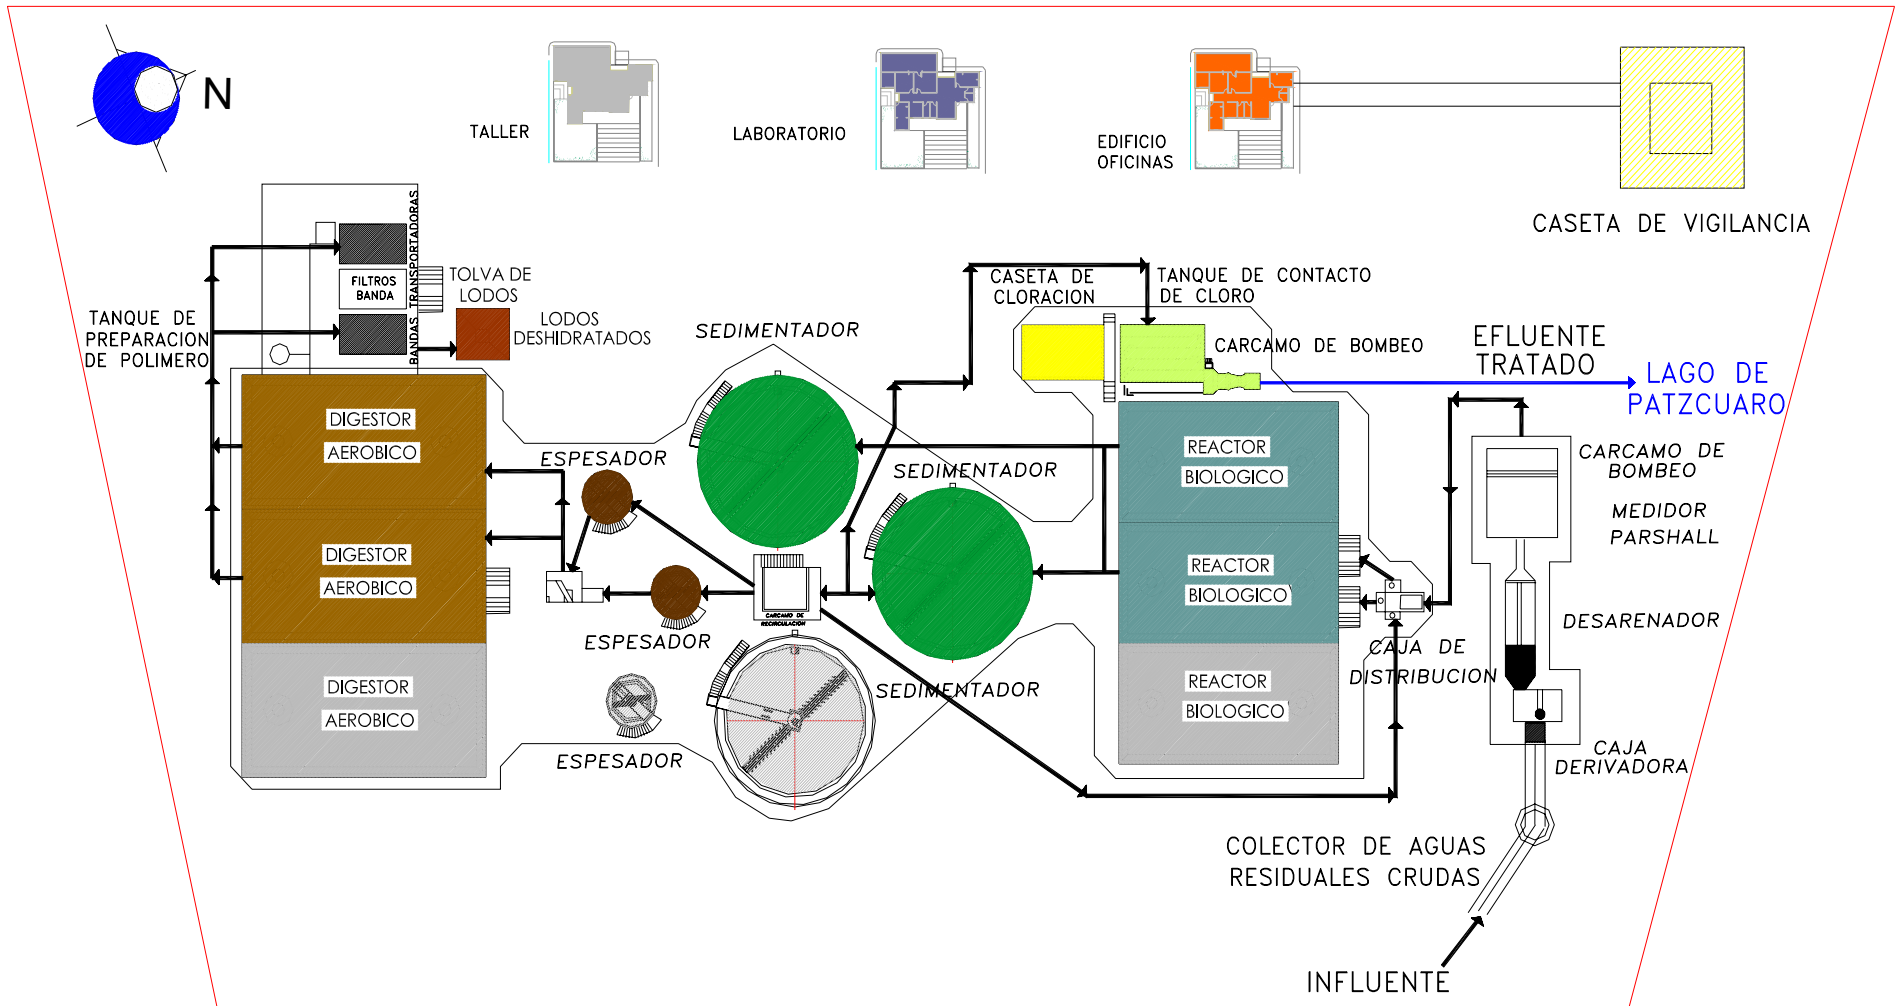 N
TALLER
LABORATORIO
EDIFICIO
OFICINAS
CASETA DE VIGILANCIA
BANDAS TRANSPORTADORAS
FILTROS
BANDA
TOLVA DE
LODOS
LODOS
DESHIDRATADOS
TANQUE DE
PREPARACION
DE POLIMERO
SEDIMENTADOR
CASETA DE
CLORACION
TANQUE DE CONTACTO
DE CLORO
CARCAMO DE BOMBEO
EFLUENTE
TRATADO
LAGO DE
PATZCUARO
DIGESTOR
AEROBICO
ESPESADOR
SEDIMENTADOR
REACTOR
BIOLOGICO
CARCAMO DE
BOMBEO
MEDIDOR
PARSHALL
DIGESTOR
AEROBICO
REACTOR
BIOLOGICO
CARCAMO DE
RECIRCULACION
ESPESADOR
DESARENADOR
CAJA DE
DISTRIBUCION
DIGESTOR
AEROBICO
SEDIMENTADOR
REACTOR
BIOLOGICO
ESPESADOR
CAJA
DERIVADORA
COLECTOR DE AGUAS
RESIDUALES CRUDAS
INFLUENTE